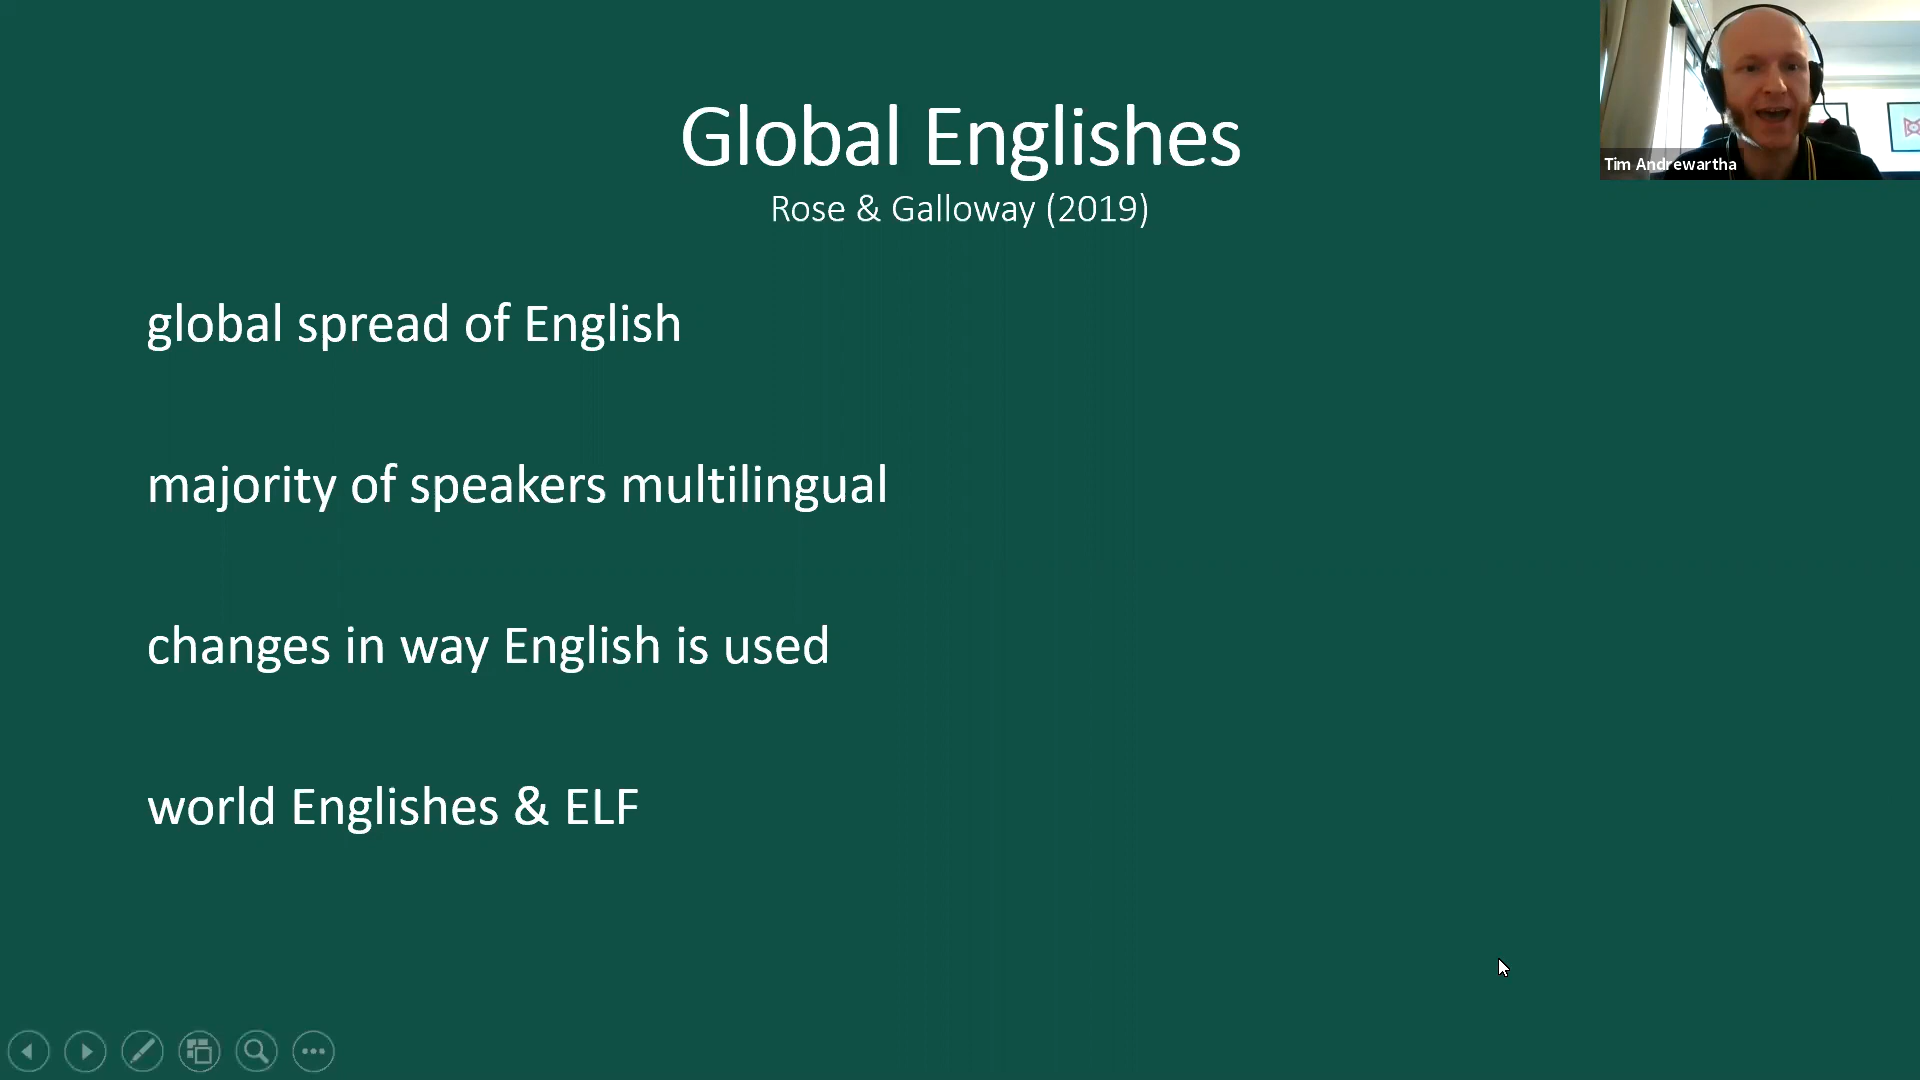 Global Englishes
Rose & Galloway (2019)
global spread of English
majority of speakers multilingual
changes in way English is used
world Englishes & ELF
Tim Andrewartha